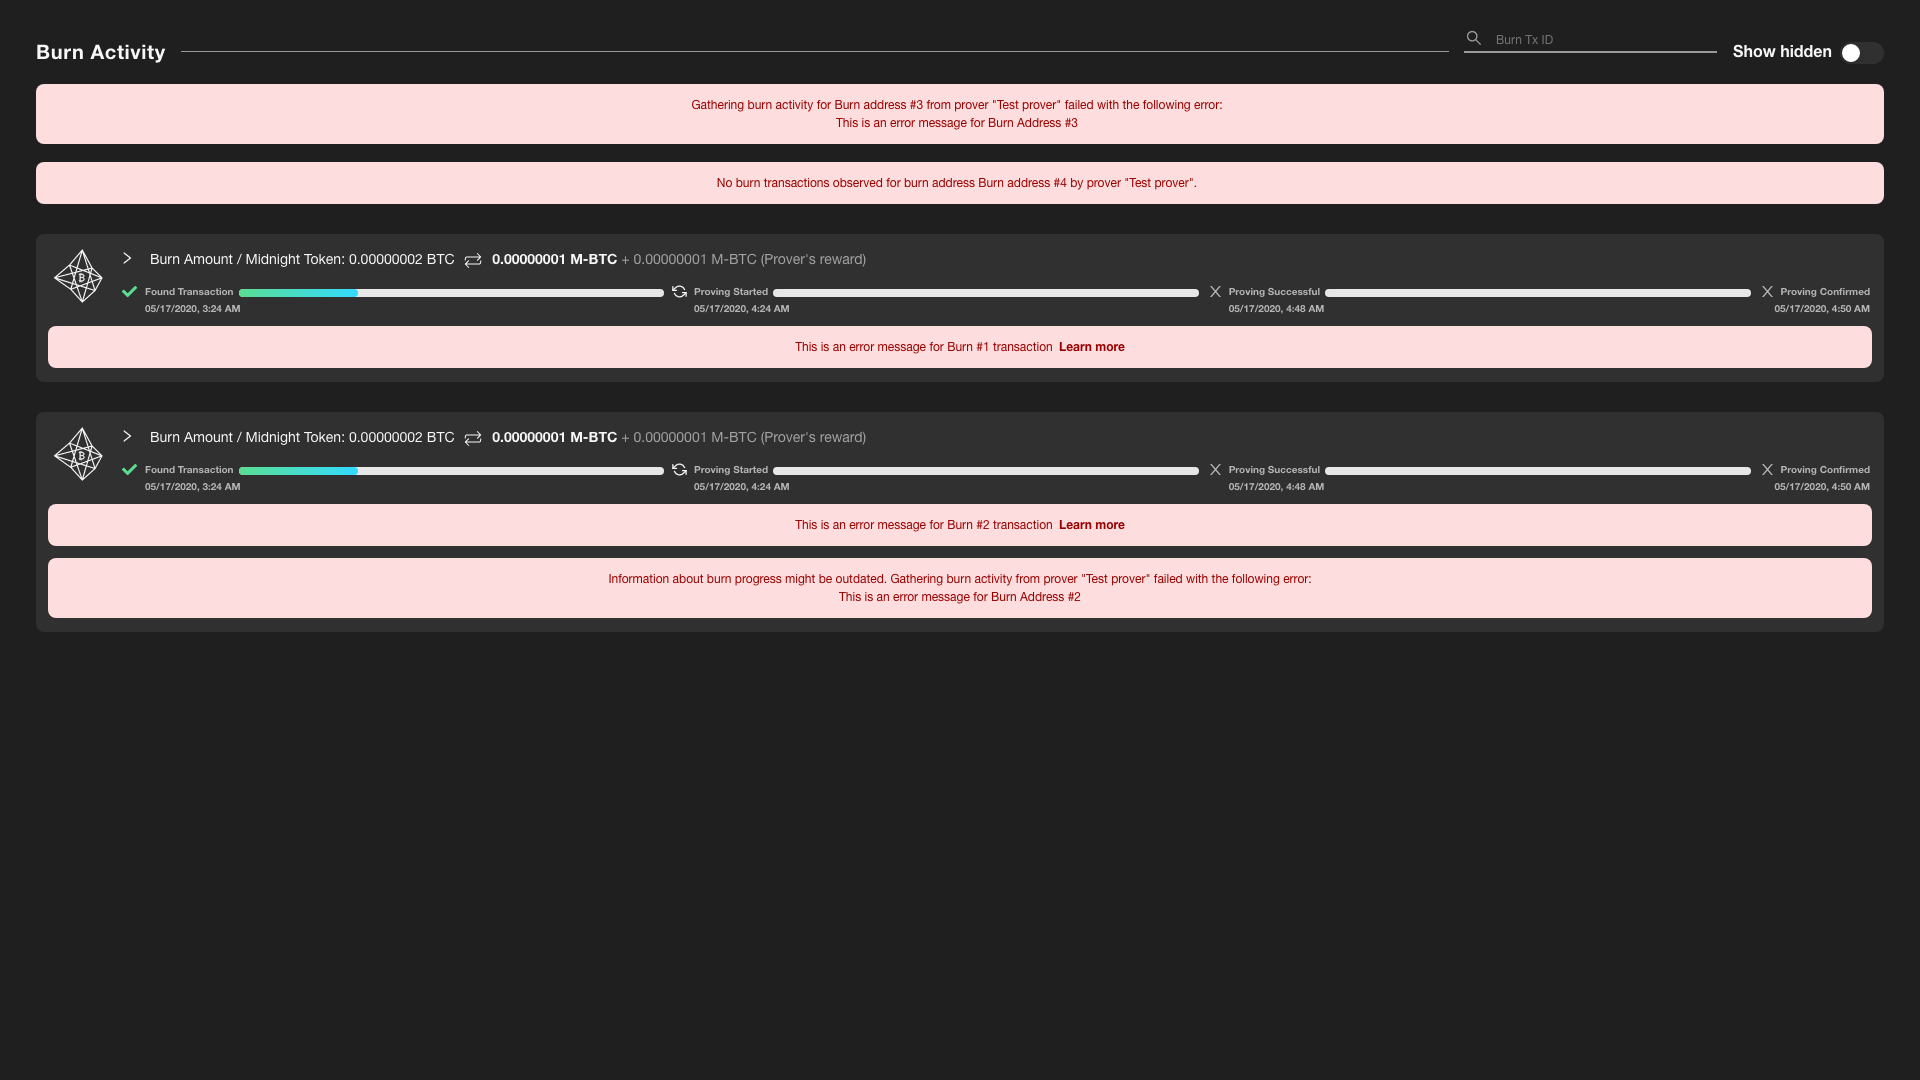 Burn Activity
Burn Tx ID
Show hidden
Gathering burn activity for Burn address #3 from prover "Test prover" failed with the following error:
This is an error message for Burn Address #3
No burn transactions observed for burn address Burn address #4 by prover "Test prover".
Burn Amount / Midnight Token: 0.00000002 BTC 0.00000001 M-BTC + 0.00000001 M-BTC (Prover's reward)
Found Transaction Proving Started Proving Successful Proving Confirmed
05/17/2020, 3:24 AM 05/17/2020, 4:24 AM 05/17/2020, 4:48 AM 05/17/2020, 4:50 AM
This is an error message for Burn #1 transaction Learn more
Burn Amount / Midnight Token: 0.00000002 BTC 0.00000001 M-BTC + 0.00000001 M-BTC (Prover's reward)
Found Transaction Proving Started Proving Successful Proving Confirmed
05/17/2020, 3:24 AM 05/17/2020, 4:24 AM 05/17/2020, 4:48 AM 05/17/2020, 4:50 AM
This is an error message for Burn #2 transaction Learn more
Information about burn progress might be outdated. Gathering burn activity from prover "Test prover" failed with the following error:
This is an error message for Burn Address #2